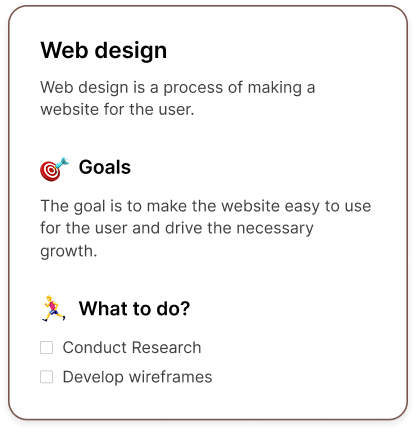 Web design
Web design is a process of making a
website for the user.
Goals
The goal is to make the website easy to use
for the user and drive the necessary
growth.
What to do?
Conduct Research
Develop wireframes